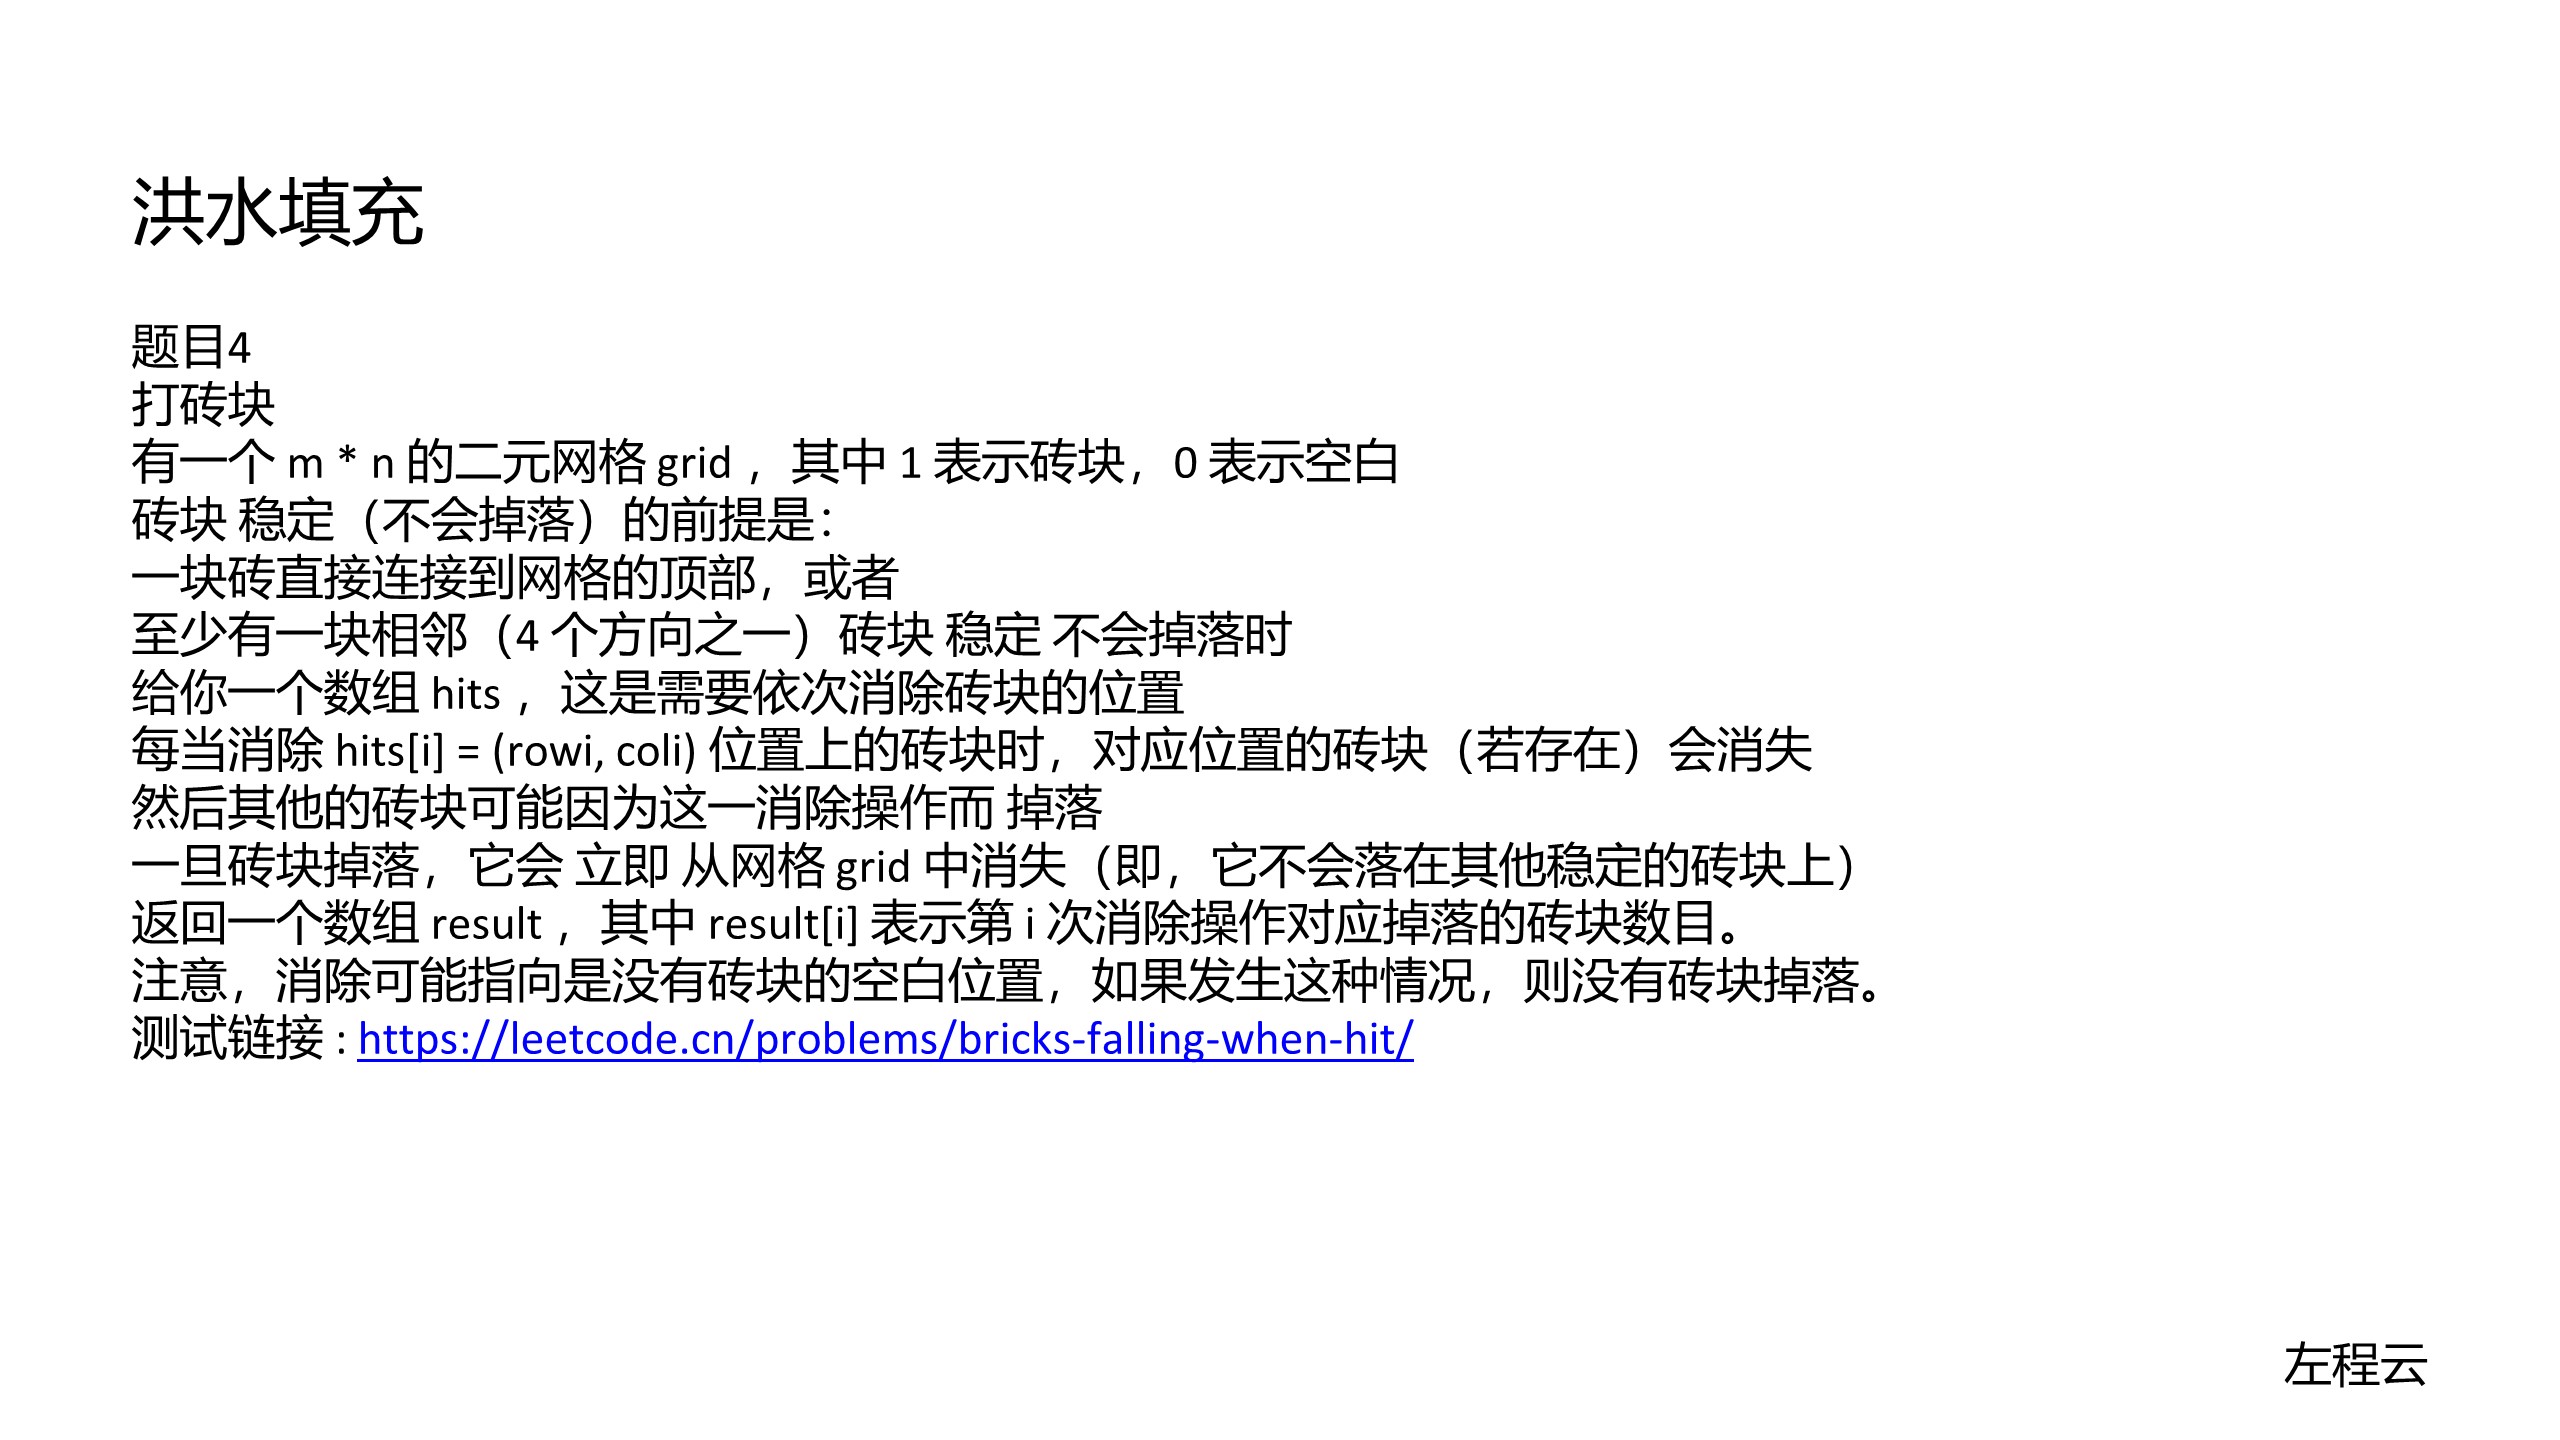 洪水填充
题目4
打砖块
有一个 m * n 的二元网格 grid ，其中 1 表示砖块，0 表示空白
砖块 稳定（不会掉落）的前提是：
一块砖直接连接到网格的顶部，或者
至少有一块相邻（4 个方向之一）砖块 稳定 不会掉落时
给你一个数组 hits ，这是需要依次消除砖块的位置
每当消除 hits[i] = (rowi, coli) 位置上的砖块时，对应位置的砖块（若存在）会消失
然后其他的砖块可能因为这一消除操作而 掉落
一旦砖块掉落，它会 立即 从网格 grid 中消失（即，它不会落在其他稳定的砖块上）
返回一个数组 result ，其中 result[i] 表示第 i 次消除操作对应掉落的砖块数目。
注意，消除可能指向是没有砖块的空白位置，如果发生这种情况，则没有砖块掉落。
测试链接 : https://leetcode.cn/problems/bricks-falling-when-hit/
左程云